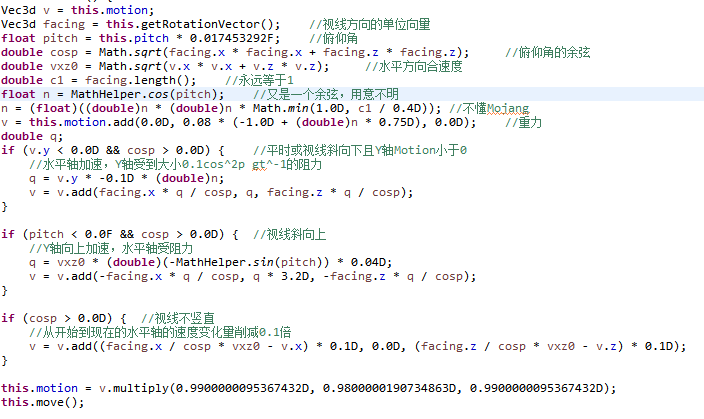 Vec3d v = this.motion;
Vec3d facing = this.getRotationVector();    //视线方向的单位向量
float pitch = this.pitch * 0.017453292F;    //俯仰角
double cosp = Math.sqrt(facing.x * facing.x + facing.z * facing.z);    //俯仰角的余弦
double vxz0 = Math.sqrt(v.x * v.x + v.z * v.z);    //水平方向合速度
double c1 = facing.length();    //永远等于1
float n = MathHelper.cos(pitch);    //又是一个余弦，用意不明
n = (float)((double)n * (double)n * Math.min(1.0D, c1 / 0.4D)); //不懂Mojang
v = this.motion.add(0.0D, 0.08 * (-1.0D + (double)n * 0.75D), 0.0D);    //重力
double q;
if (v.y < 0.0D && cosp > 0.0D) {    //平时或视线斜向下且Y轴Motion小于0
    //水平轴加速，Y轴受到大小0.1cos^2p gt^-1的阻力
    q = v.y * -0.1D * (double)n;
    v = v.add(facing.x * q / cosp, q, facing.z * q / cosp);
}
if (pitch < 0.0F && cosp > 0.0D) {  //视线斜向上
    //Y轴向上加速，水平轴受阻力
    q = vxz0 * (double)(-MathHelper.sin(pitch)) * 0.04D;
    v = v.add(-facing.x * q / cosp, q * 3.2D, -facing.z * q / cosp);
}
if (cosp > 0.0D) {  //视线不竖直
    //从开始到现在的水平轴的速度变化量削减0.1倍
    v = v.add((facing.x / cosp * vxz0 - v.x) * 0.1D, 0.0D, (facing.z / cosp * vxz0 - v.z) * 0.1D);
}
this.motion = v.multiply(0.9900000095367432D, 0.9800000190734863D, 0.9900000095367432D);
this.move();